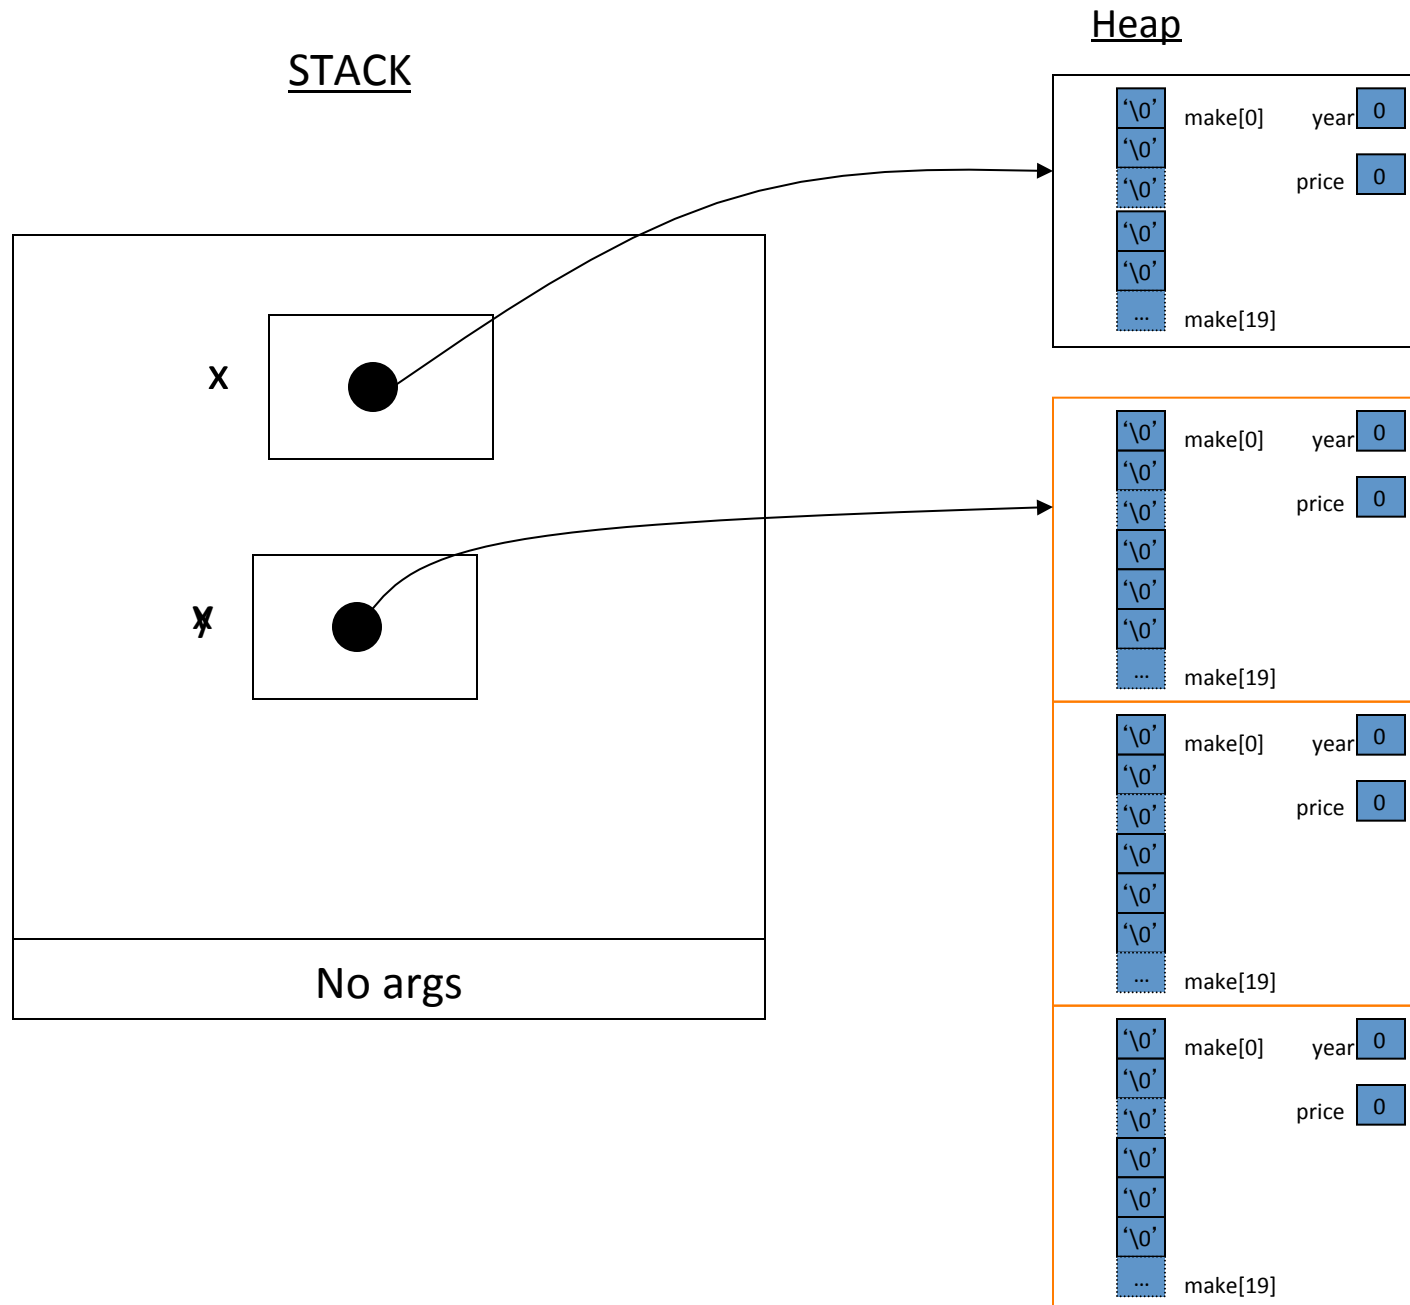 Heap
STACK
‘\0’ make[0] year 0
‘\0’
price 0
‘\0’
‘\0’
‘\0’
... make[19]
x
‘\0’ make[0] year 0
‘\0’
price 0
‘\0’
‘\0’
‘\0’
‘\0’
... make[19]
y
‘\0’ make[0] year 0
‘\0’
price 0
‘\0’
‘\0’
‘\0’
‘\0’
... make[19]
No args
‘\0’ make[0] year 0
‘\0’
price 0
‘\0’
‘\0’
‘\0’
‘\0’
... make[19]